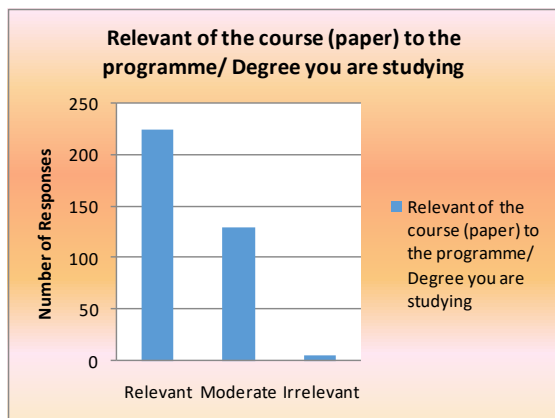 Relevant of the course (paper) to the
programme/ Degree you are studying
250
200
150
100
50
0
Number of Responses
Relevant Moderate Irrelevant
Relevant of the
course (paper) to
the programme/
Degree you are
studying